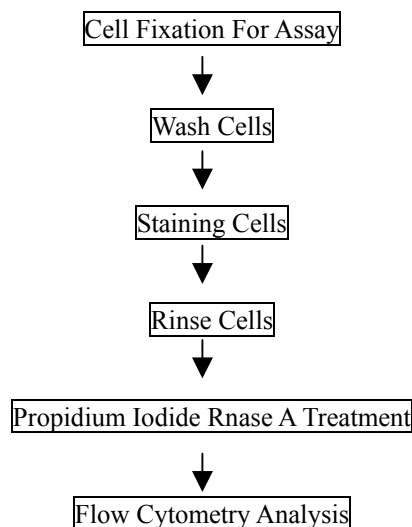 Cell Fixation For Assay
Wash Cells
Staining Cells
Rinse Cells
Propidium Iodide Rnase A Treatment
Flow Cytometry Analysis